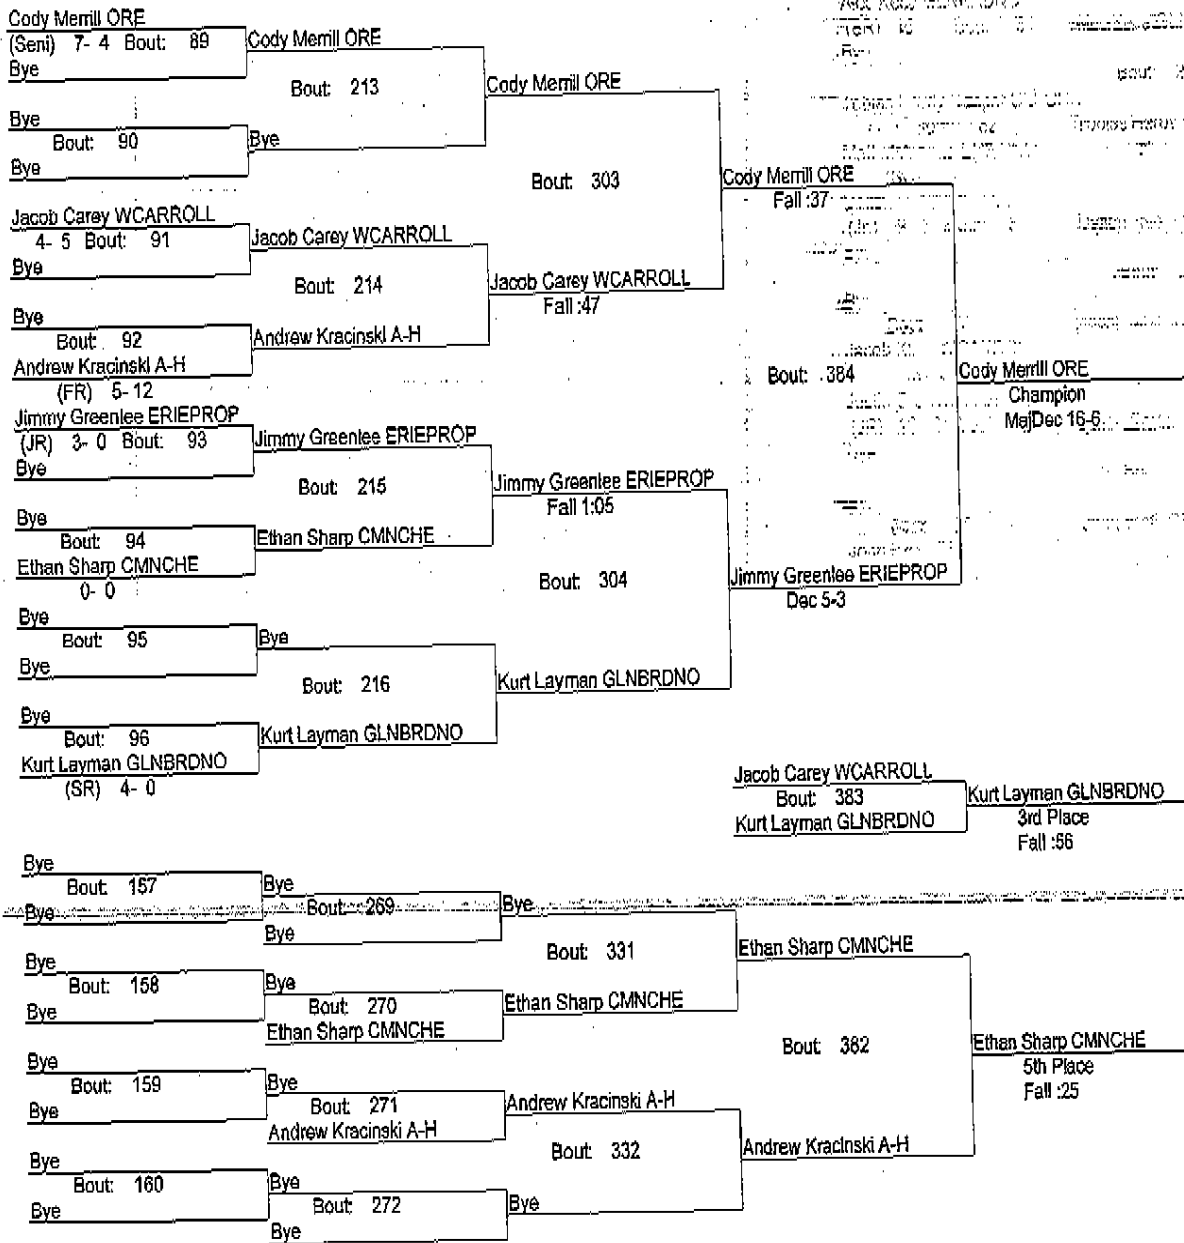 Cody Merrill ORE
(Seni) 7- 4 Bout: 89
Bye
Cody Merrill ORE
Bout: 213
Bye
Bout: 90
Bye
Bye
Cody Merrill ORE
Bout: 303
Jacob Carey WCARROLL
4- 5 Bout: 91
Bye
Jacob Carey WCARROLL
Bout: 214
Bye
Bout: 92
Andrew Kracinski A-H
(FR) 5- 12
Andrew Kracinski A-H
Jacob Carey WCARROLL
Fall :47
Cody Merrill ORE
Fall :37
Bout: 384
Jimmy Greenlee ERIEPROP
(JR) 3- 0 Bout: 93
Bye
Jimmy Greenlee ERIEPROP
Bout: 215
Bye
Bout: 94
Ethan Sharp CMNCHE
0- 0
Ethan Sharp CMNCHE
Jimmy Greenlee ERIEPROP
Fall 1:05
Bout: 304
Bye
Bout: 95
Bye
Bye
Bout: 216
Bye
Bout: 96
Kurt Layman GLNBRDNO
(SR) 4- 0
Kurt Layman GLNBRDNO
Kurt Layman GLNBRDNO
Jimmy Greenlee ERIEPROP
Dec 5-3
Cody Merrill ORE
Champion
MajDec 16-6
Jacob Carey WCARROLL
Bout: 383
Kurt Layman GLNBRDNO
Kurt Layman GLNBRDNO
3rd Place
Fall :56
Bye
Bout: 157
Bye
Bye
Bout: 269
Bye
Bye
Bout: 331
Bye
Bout: 158
Bye
Bye
Bout: 270
Ethan Sharp CMNCHE
Ethan Sharp CMNCHE
Ethan Sharp CMNCHE
Bout: 382
Bye
Bout: 159
Bye
Bye
Bout: 271
Andrew Kracinski A-H
Andrew Kracinski A-H
Bout: 332
Bye
Bout: 160
Bye
Bye
Bout: 272
Bye
Bye
Andrew Kracinski A-H
Ethan Sharp CMNCHE
5th Place
Fall :25